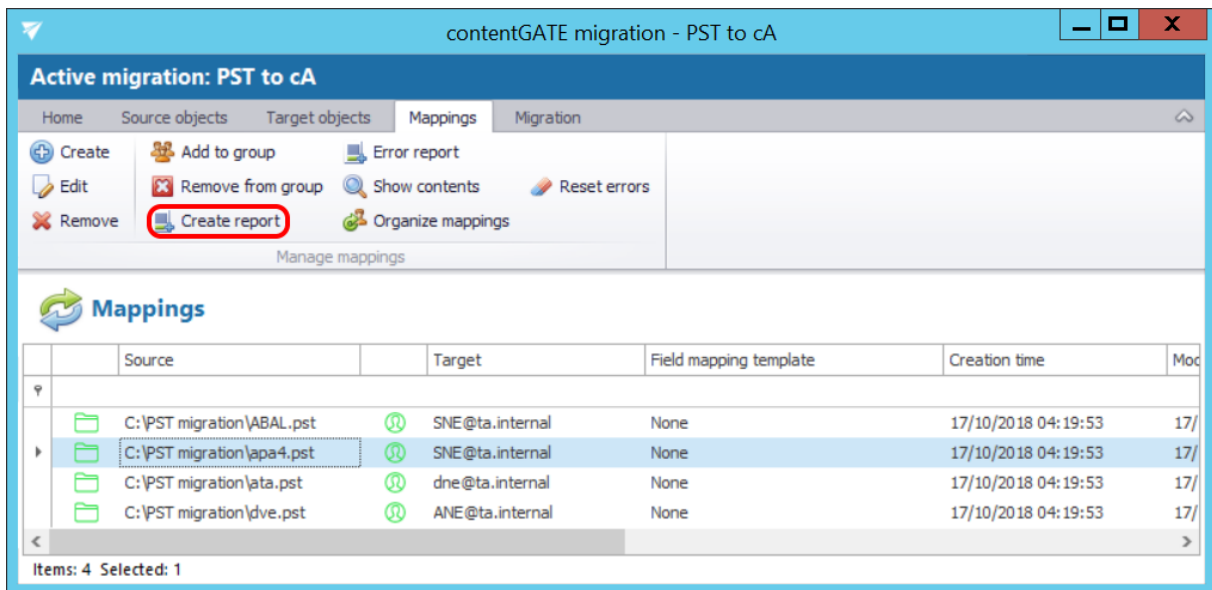 contentGATE migration - PST to cA
Active migration: PST to cA
Home Source objects Target objects Mappings Migration
Create Add to group Error report
Edit Remove from group Show contents Reset errors
Remove Create report Organize mappings
Manage mappings
Mappings
Source Target Field mapping template Creation time Mod
C:\PST migration\ABAL.pst SNE@ta.internal None 17/10/2018 04:19:53 17/
C:\PST migration\apa4.pst SNE@ta.internal None 17/10/2018 04:19:53 17/
C:\PST migration\ata.pst dne@ta.internal None 17/10/2018 04:19:53 17/
C:\PST migration\dve.pst ANE@ta.internal None 17/10/2018 04:19:53 17/
Items: 4 Selected: 1